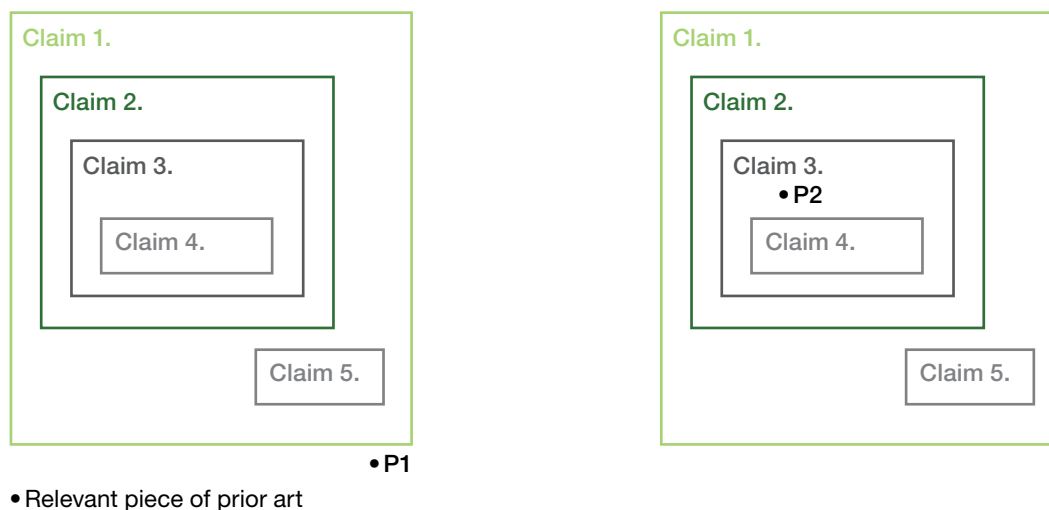 Claim 1.
Claim 2.
Claim 3.
Claim 4.
Claim 5.
• P1
• Relevant piece of prior art
Claim 1.
Claim 2.
Claim 3.
• P2
Claim 4.
Claim 5.